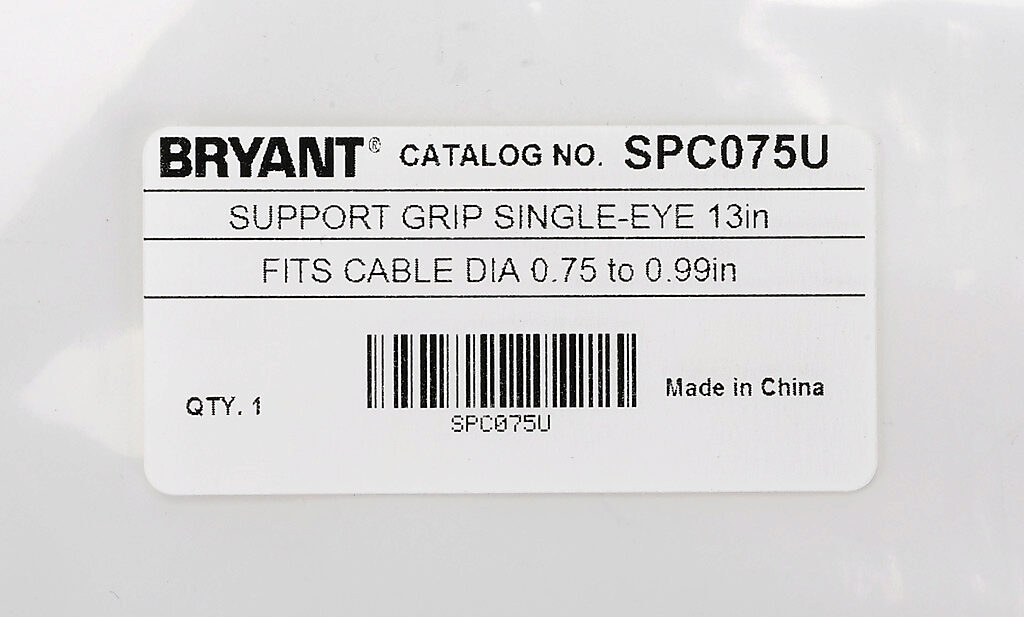 BRYANT® CATALOG NO. SPC075U
SUPPORT GRIP SINGLE-EYE 13in
FITS CABLE DIA 0.75 to 0.99in
QTY. 1
SPC075U
Made in China